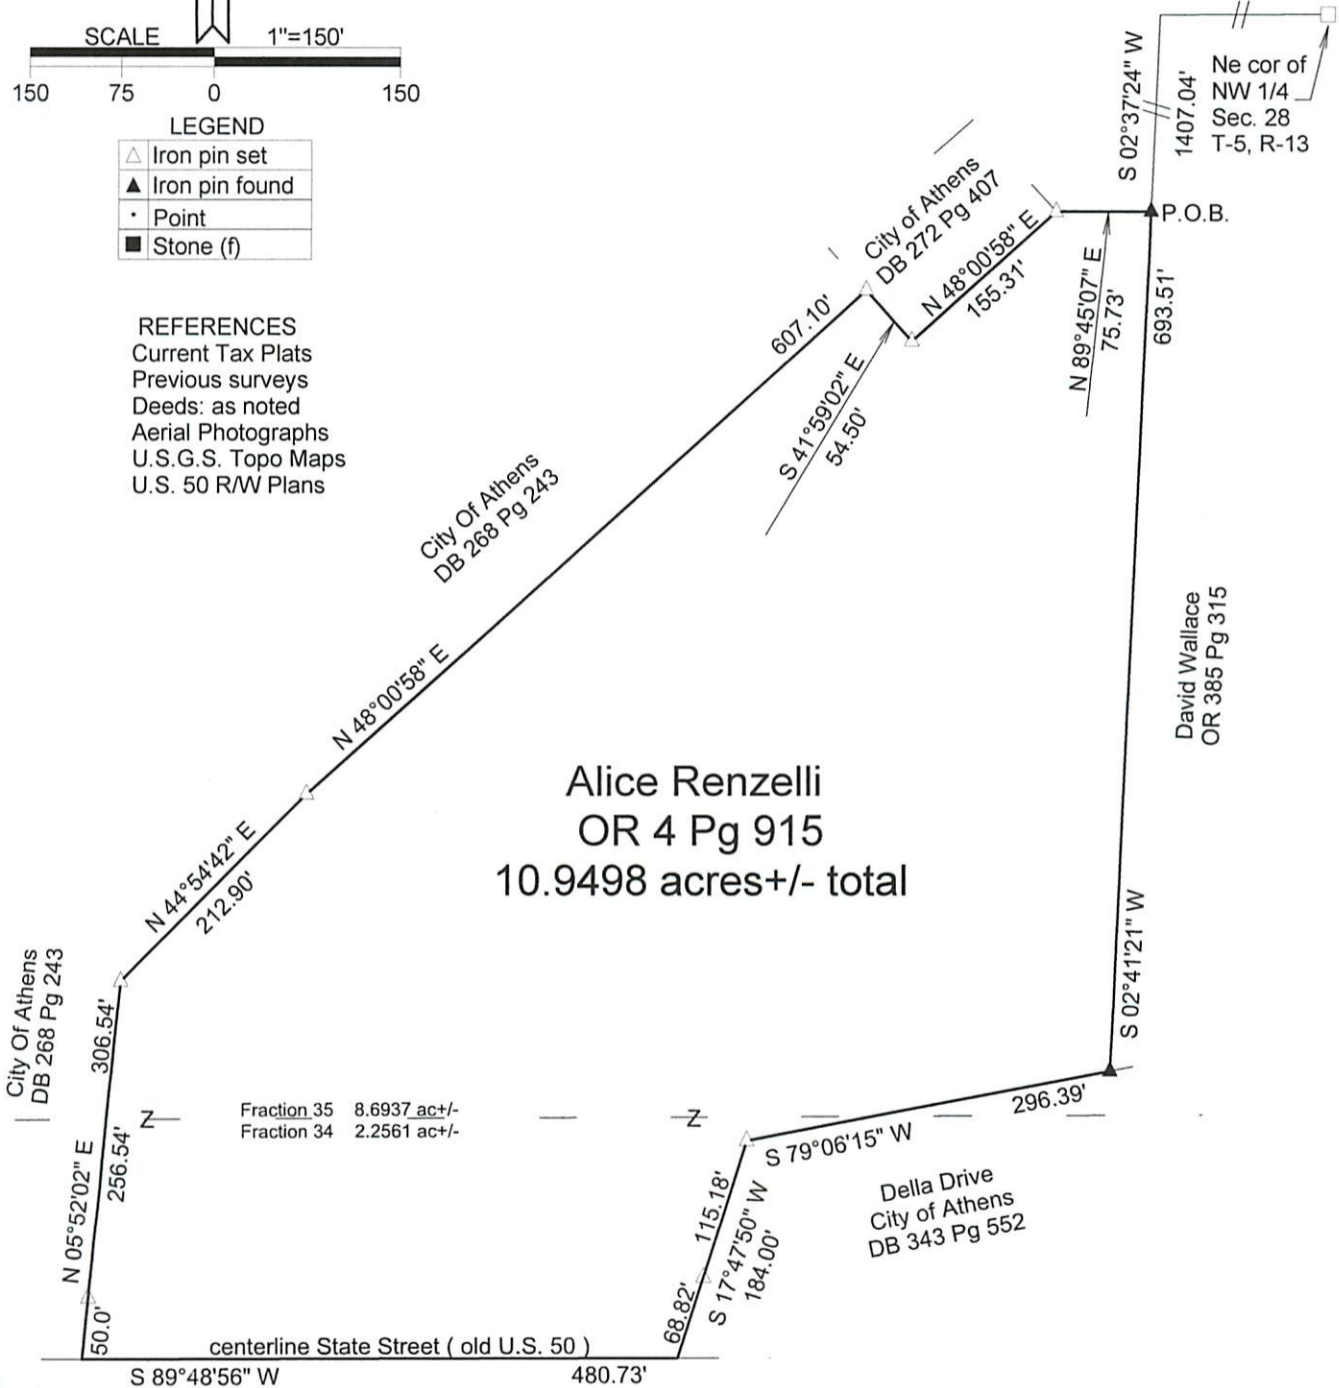 SCALE 1"=150'
150 75 0 150
LEGEND
Iron pin set
Iron pin found
Point
Stone (f)
REFERENCES
Current Tax Plats
Previous surveys
Deeds: as noted
Aerial Photographs
U.S.G.S. Topo Maps
U.S. 50 R/W Plans
S 02°37'24" W
1407.04'
Ne cor of
NW 1/4
Sec. 28
T-5, R-13
P.O.B.
City of Athens
DB 272 Pg 407
N 48°00'58" E
155.31'
N 89°45'07" E
75.73'
693.51'
607.10'
S 41°59'02" E
54.50'
City Of Athens
DB 268 Pg 243
N 48°00'58" E
David Wallace
OR 385 Pg 315
Alice Renzelli
OR 4 Pg 915
10.9498 acres+/- total
N 44°54'42" E
212.90'
S 02°41'21" W
City Of Athens
DB 268 Pg 243
306.54'
Z
Fraction 35 8.6937 ac+/-
Fraction 34 2.2561 ac+/-
Z
296.39'
S 79°06'15" W
N 05°52'02" E
256.54'
115.18'
S 17°47'50" W
184.00'
Della Drive
City of Athens
DB 343 Pg 552
50.0'
68.82'
centerline State Street ( old U.S. 50 )
S 89°48'56" W 480.73'